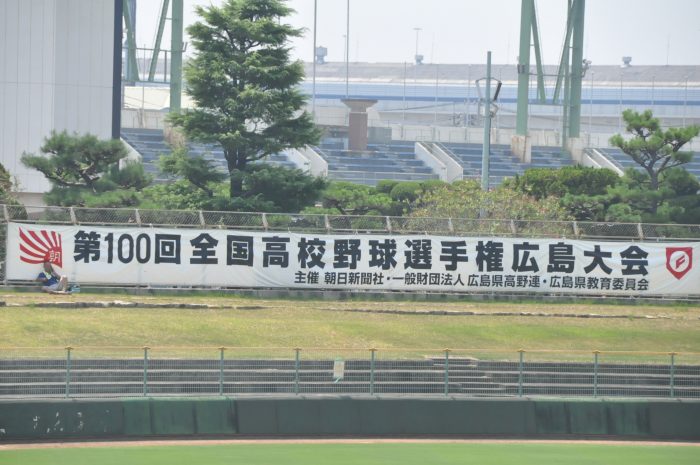 朝
第100回全国高校野球選手権広島大会
主催 朝日新聞社・一般財団法人広島県高野連・広島県教育委員会
F